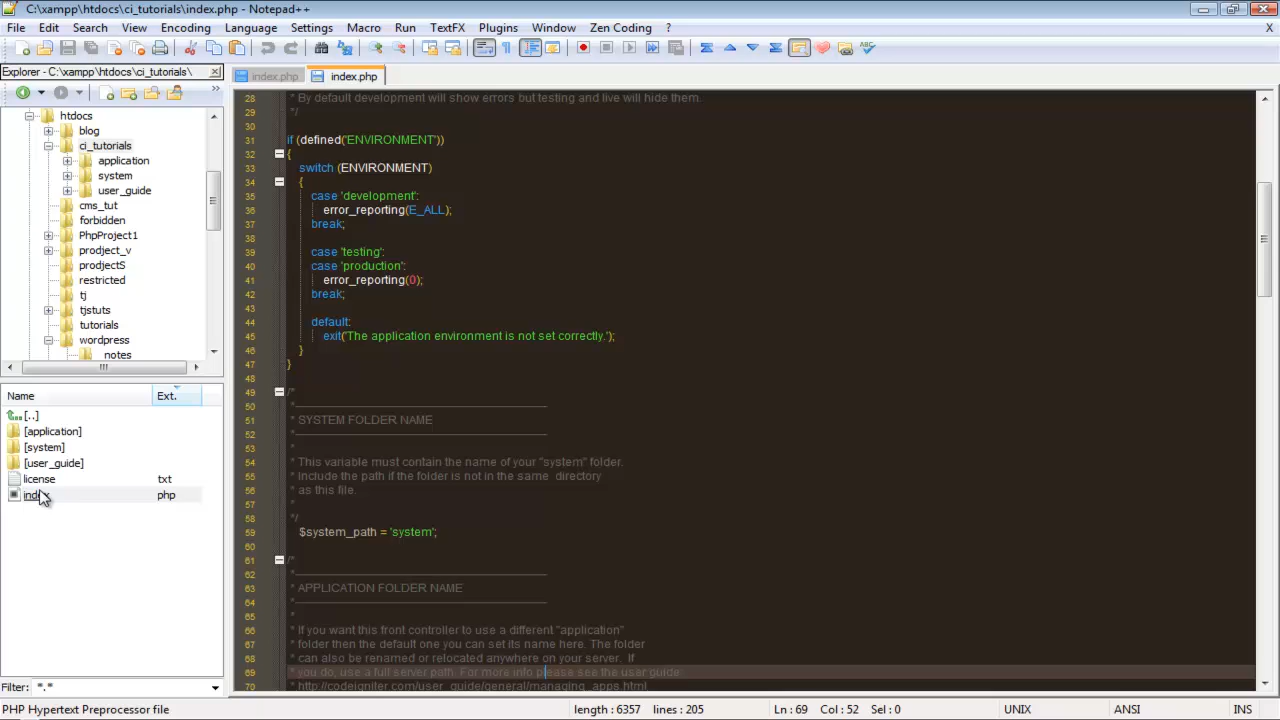 C:\xampp\htdocs\ci_tutorials\index.php - Notepad++
File Edit Search View Encoding Language Settings Macro Run TextFX Plugins Window Zen Coding ? X
Explorer - C:\xampp\htdocs\ci_tutorials\
index.php index.php
htdocs
blog
ci_tutorials
application
system
user_guide
cms_tut
forbidden
PhpProject1
prodject_v
prodjectS
restricted
tj
tjstuts
tutorials
wordpress
notes
Name Ext.
[..]
[application]
[system]
[user_guide]
license txt
index php
Filter: *.*
28 * By default development will show errors but testing and live will hide them.
29 */
30
31 if (defined('ENVIRONMENT'))
32 {
33 switch (ENVIRONMENT)
34 {
35 case 'development':
36 error_reporting(E_ALL);
37 break;
38
39 case 'testing':
40 case 'production':
41 error_reporting(0);
42 break;
43
44 default:
45 exit('The application environment is not set correctly.');
46 }
47 }
48
49 /*
50 *---------------------------------------------------------------
51 * SYSTEM FOLDER NAME
52 *---------------------------------------------------------------
53 *
54 * This variable must contain the name of your "system" folder.
55 * Include the path if the folder is not in the same directory
56 * as this file.
57 *
58 */
59 $system_path = 'system';
60
61 /*
62 *---------------------------------------------------------------
63 * APPLICATION FOLDER NAME
64 *---------------------------------------------------------------
65 *
66 * If you want this front controller to use a different "application"
67 * folder then the default one you can set its name here. The folder
68 * can also be renamed or relocated anywhere on your server. If
69 * you do, use a full server path. For more info please see the user guide:
70 * http://codeigniter.com/user_guide/general/managing_apps.html
PHP Hypertext Preprocessor file length : 6357 lines : 205 Ln : 69 Col : 52 Sel : 0 UNIX ANSI INS